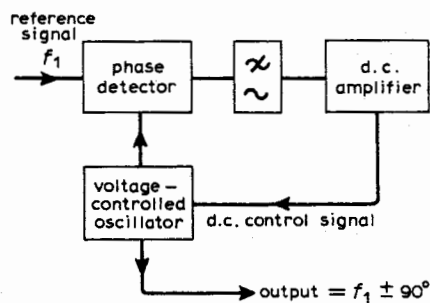 reference
signal
f₁
phase
detector
d.c.
amplifier
voltage –
controlled
oscillator
d.c. control signal
output = f₁ ± 90°